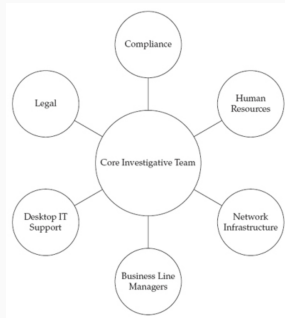 Compliance
Legal
Human
Resources
Core Investigative Team
Desktop IT
Support
Network
Infrastructure
Business Line
Managers